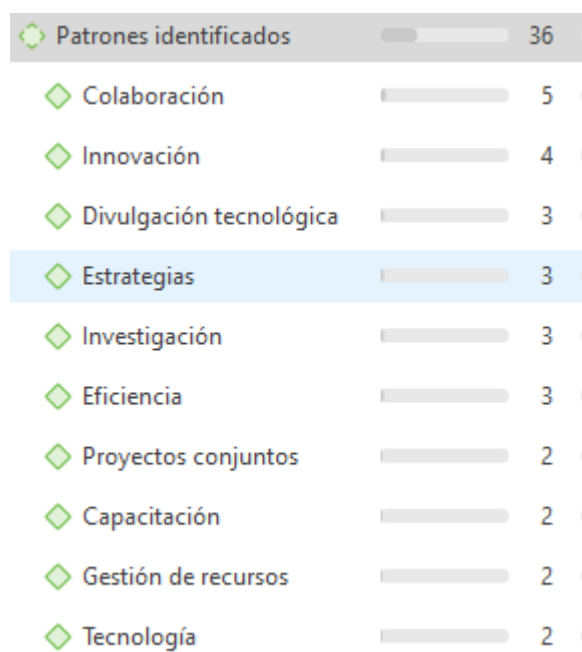 Patrones identificados 36
Colaboración 5
Innovación 4
Divulgación tecnológica 3
Estrategias 3
Investigación 3
Eficiencia 3
Proyectos conjuntos 2
Capacitación 2
Gestión de recursos 2
Tecnología 2